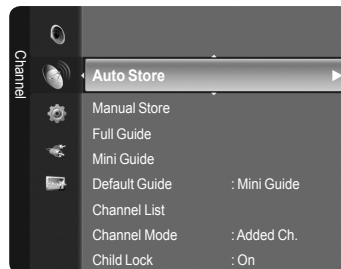 Channel
Auto Store
Manual Store
Full Guide
Mini Guide
Default Guide : Mini Guide
Channel List
Channel Mode : Added Ch.
Child Lock : On